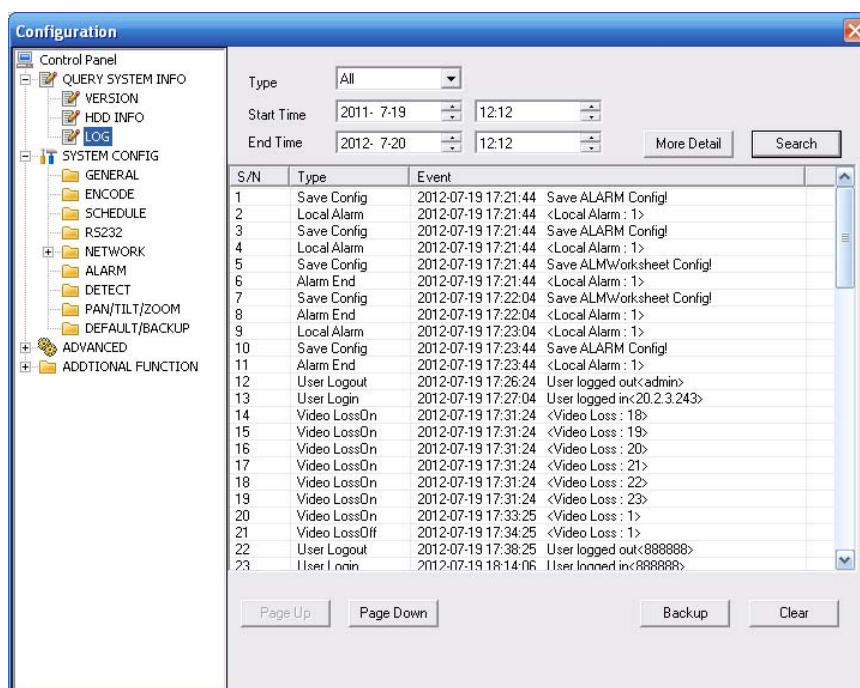 Configuration
Control Panel
QUERY SYSTEM INFO
VERSION
HDD INFO
LOG
SYSTEM CONFIG
GENERAL
ENCODE
SCHEDULE
RS232
NETWORK
ALARM
DETECT
PAN/TILT/ZOOM
DEFAULT/BACKUP
ADVANCED
ADDTIONAL FUNCTION
Type All
Start Time 2011- 7-19 12:12
End Time 2012- 7-20 12:12 More Detail Search
S/N Type Event
1 Save Config 2012-07-19 17:21:44 Save ALARM Config!
2 Local Alarm 2012-07-19 17:21:44 <Local Alarm : 1>
3 Save Config 2012-07-19 17:21:44 Save ALARM Config!
4 Local Alarm 2012-07-19 17:21:44 <Local Alarm : 1>
5 Save Config 2012-07-19 17:21:44 Save ALMWorksheet Config!
6 Alarm End 2012-07-19 17:21:44 <Local Alarm : 1>
7 Save Config 2012-07-19 17:22:04 Save ALMWorksheet Config!
8 Alarm End 2012-07-19 17:22:04 <Local Alarm : 1>
9 Local Alarm 2012-07-19 17:23:04 <Local Alarm : 1>
10 Save Config 2012-07-19 17:23:44 Save ALARM Config!
11 Alarm End 2012-07-19 17:23:44 <Local Alarm : 1>
12 User Logout 2012-07-19 17:26:24 User logged out<admin>
13 User Login 2012-07-19 17:27:04 User logged in<20.2.3.243>
14 Video LossOn 2012-07-19 17:31:24 <Video Loss : 18>
15 Video LossOn 2012-07-19 17:31:24 <Video Loss : 19>
16 Video LossOn 2012-07-19 17:31:24 <Video Loss : 20>
17 Video LossOn 2012-07-19 17:31:24 <Video Loss : 21>
18 Video LossOn 2012-07-19 17:31:24 <Video Loss : 22>
19 Video LossOn 2012-07-19 17:31:24 <Video Loss : 23>
20 Video LossOn 2012-07-19 17:33:25 <Video Loss : 1>
21 Video LossOff 2012-07-19 17:34:25 <Video Loss : 1>
22 User Logout 2012-07-19 17:38:25 User logged out<888888>
23 User Login 2012-07-19 18:14:06 User logged in<888888>
Page Up Page Down Backup Clear